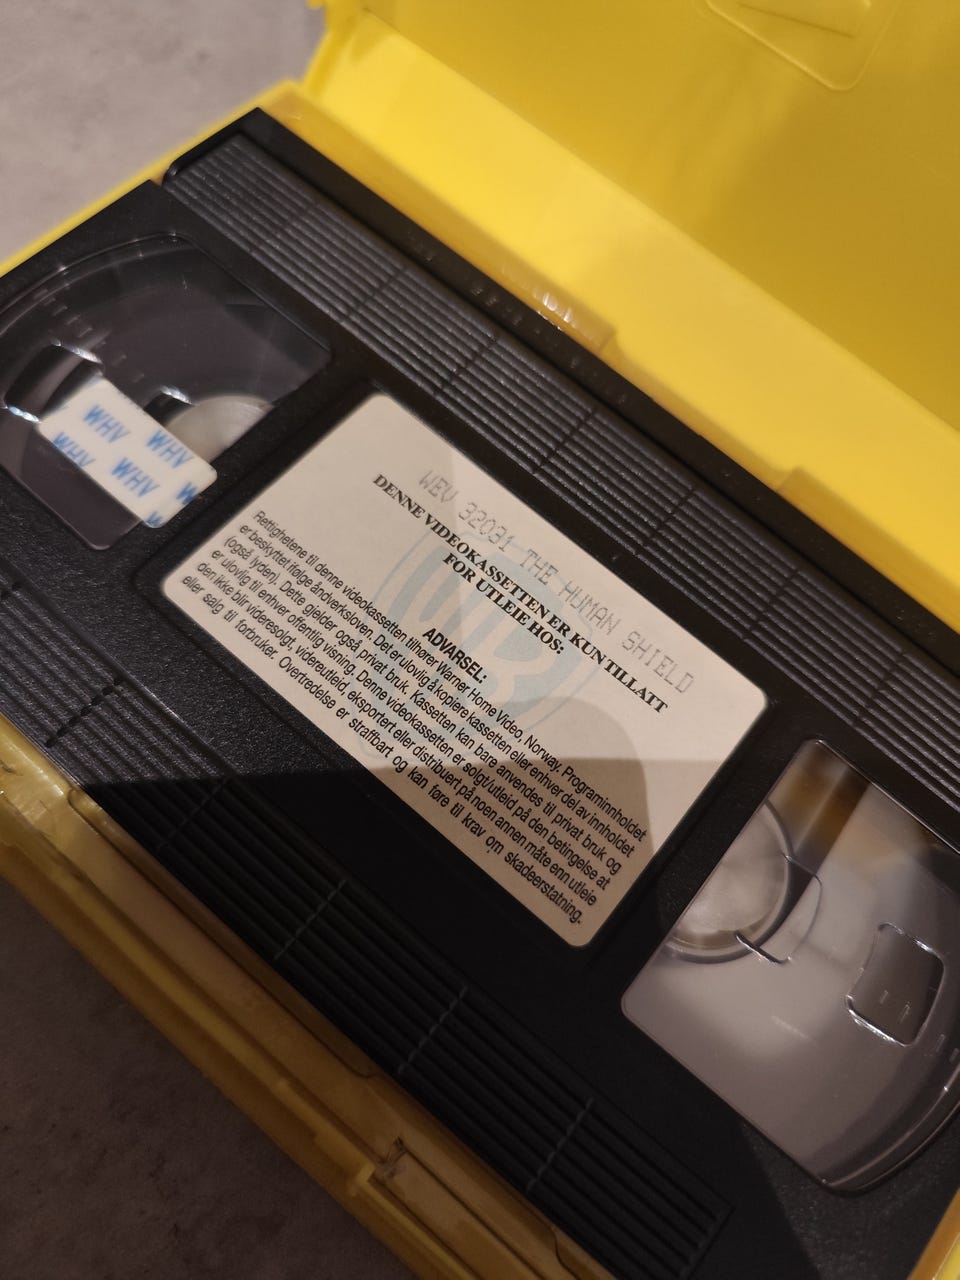 WHV WHV
WHV WHV W
W
WEV 32031 THE HUMAN SHIELD
DENNE VIDEOKASSETTEN ER KUN TILLATT
FOR UTLEIE HOS:
ADVARSEL:
Rettighetene til denne videokassetten tilhører Warner Home Video, Norway. Programinnholdet
er beskyttet ifølge åndverksloven. Det er ulovlig å kopiere kassetten eller enhver del av innholdet
(også lyden). Dette gjelder også privat bruk. Kassetten kan bare anvendes til privat bruk og
er ulovlig til enhver offentlig visning. Denne videokassetten er solgt/utleid på den betingelse at
den ikke blir videresolgt, videreutleid, eksportert eller distribuert på noen annen måte enn utleie
eller salg til forbruker. Overtredelse er straffbart og kan føre til krav om skadeerstatning.